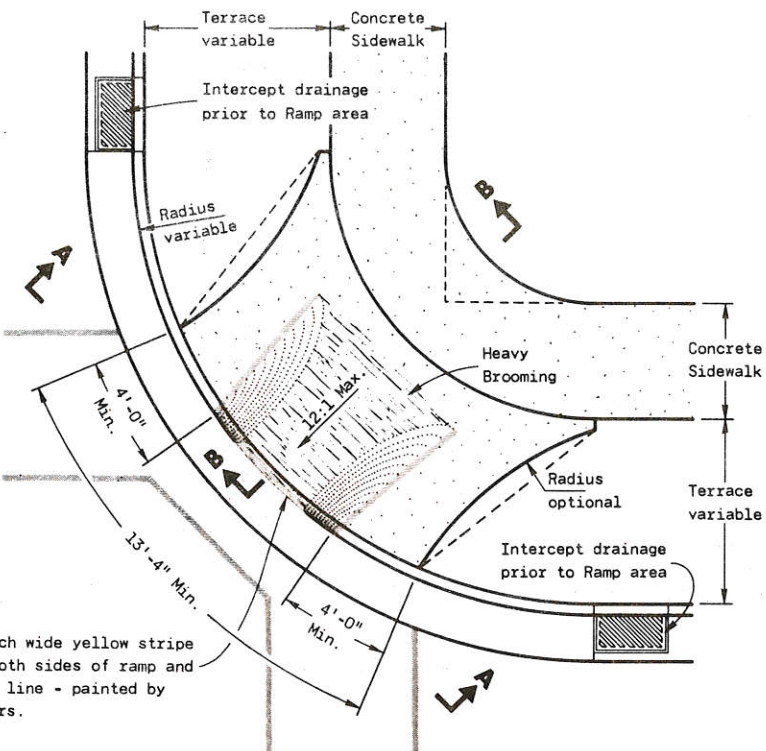 Terrace
variable
Concrete
Sidewalk
Intercept drainage
prior to Ramp area
Radius
variable
B
A
Concrete
Sidewalk
Heavy
Brooming
4'-0"
Min.
12.1 Max.
B
Radius
optional
Terrace
variable
13'-4" Min.
Intercept drainage
prior to Ramp area
4'-0"
Min.
ch wide yellow stripe
oth sides of ramp and
line - painted by
rs.
A